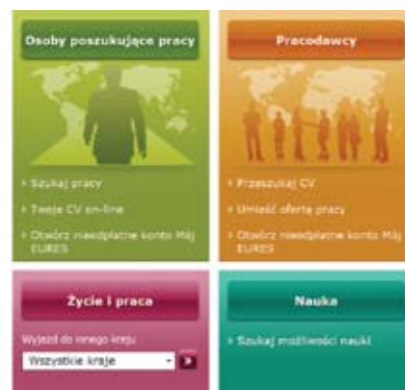 Osoby poszukujące pracy
Szukaj pracy
Twoje CV on-line
Otwórz nieodpłatne konto Mój
EURES
Pracodawcy
Przeszukaj CV
Umieść ofertę pracy
Otwórz nieodpłatne konto Mój
EURES
Życie i praca
Wyjazd do innego kraju
Wszystkie kraje
Nauka
Szukaj możliwości nauki